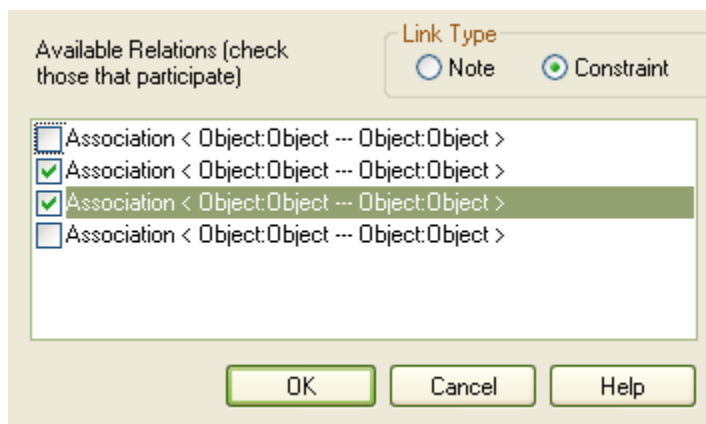 Available Relations (check
those that participate)
Link Type
Note
Constraint
Association < Object:Object --- Object:Object >
Association < Object:Object --- Object:Object >
Association < Object:Object --- Object:Object >
Association < Object:Object --- Object:Object >
OK
Cancel
Help